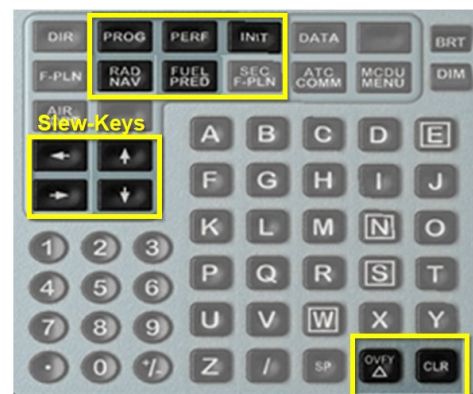 DIR PROG PERF INIT DATA BRT
F-PLN RAD NAV FUEL PRED SEC F-PLN ATC COMM MCDU MENU DIM
AIR
Slew-Keys
← ↑
→ ↓
A B C D E
F G H I J
K L M N O
P Q R S T
U V W X Y
Z / SP OVFY △ CLR
1 2 3
4 5 6
7 8 9
. 0 +/-